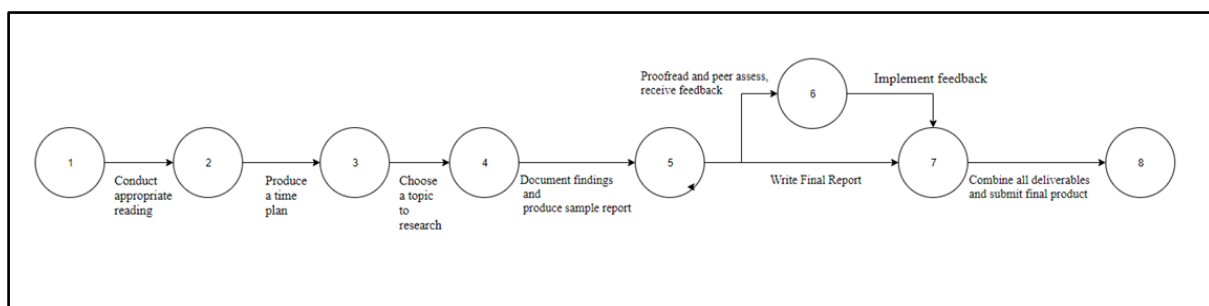 Proofread and peer assess,
receive feedback
Implement feedback
6
1
2
3
4
5
7
8
Conduct
appropriate
reading
Produce
a time
plan
Choose
a topic
to
research
Document findings
and
produce sample report
Write Final Report
Combine all deliverables
and submit final product